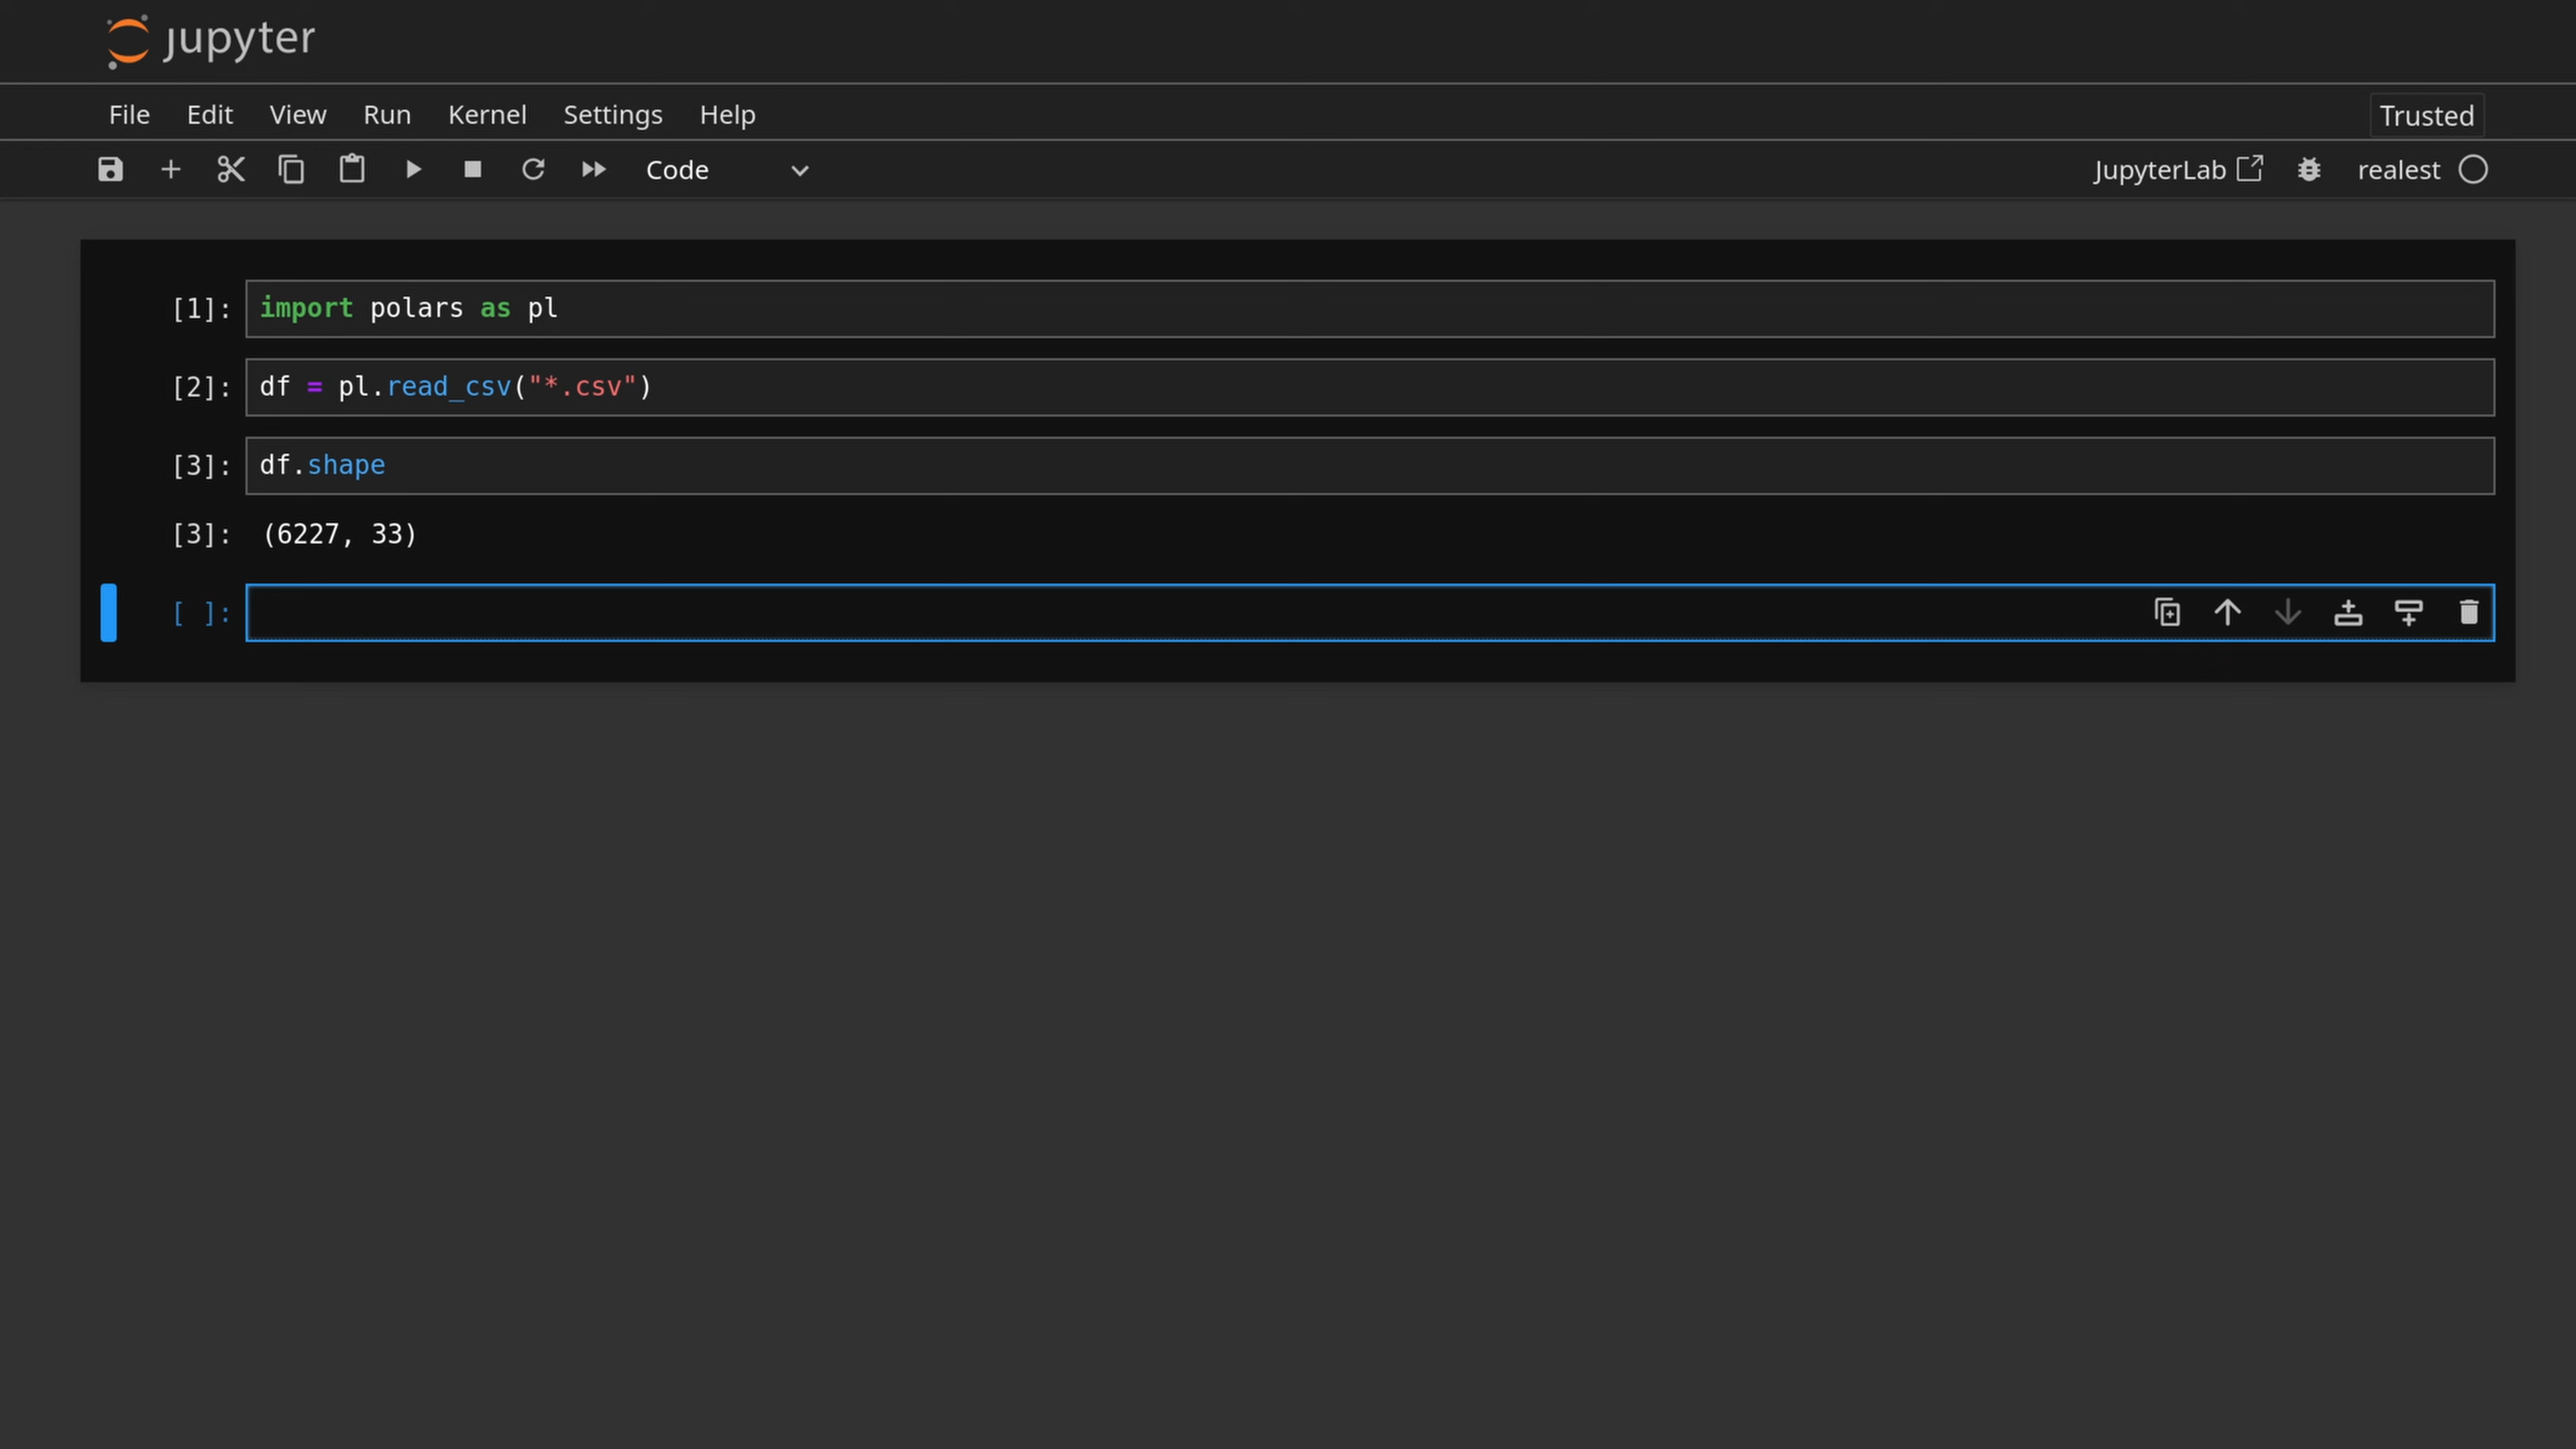 jupyter
File Edit View Run Kernel Settings Help Trusted
Code JupyterLab realest
[1]: import polars as pl
[2]: df = pl.read_csv("*.csv")
[3]: df.shape
[3]: (6227, 33)
[ ]: